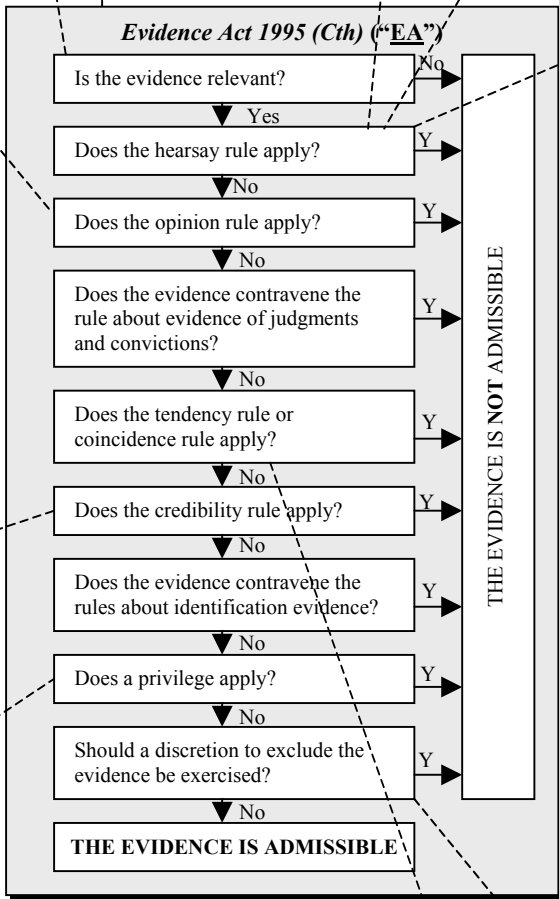 Evidence Act 1995 (Cth) ("EA")
Is the evidence relevant?
No
Yes
Does the hearsay rule apply?
Y
No
Does the opinion rule apply?
Y
No
Does the evidence contravene the
rule about evidence of judgments
and convictions?
Y
No
Does the tendency rule or
coincidence rule apply?
Y
No
Does the credibility rule apply?
Y
No
Does the evidence contravene the
rules about identification evidence?
Y
No
Does a privilege apply?
Y
No
Should a discretion to exclude the
evidence be exercised?
Y
No
THE EVIDENCE IS ADMISSIBLE
THE EVIDENCE IS NOT ADMISSIBLE